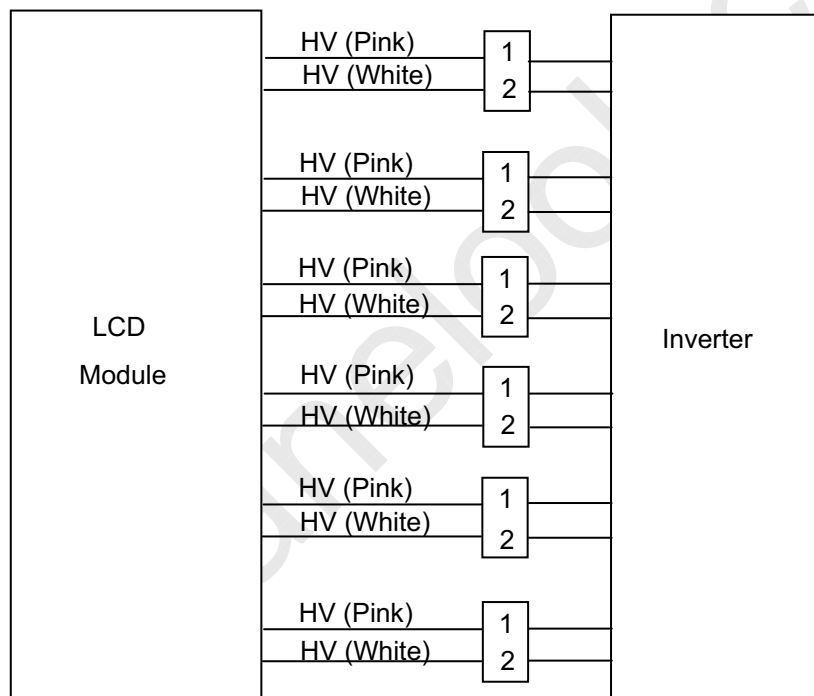 HV (Pink)
1
HV (White)
2
HV (Pink)
1
HV (White)
2
HV (Pink)
1
HV (White)
2
LCD
Module
Inverter
HV (Pink)
1
HV (White)
2
HV (Pink)
1
HV (White)
2
HV (Pink)
1
HV (White)
2